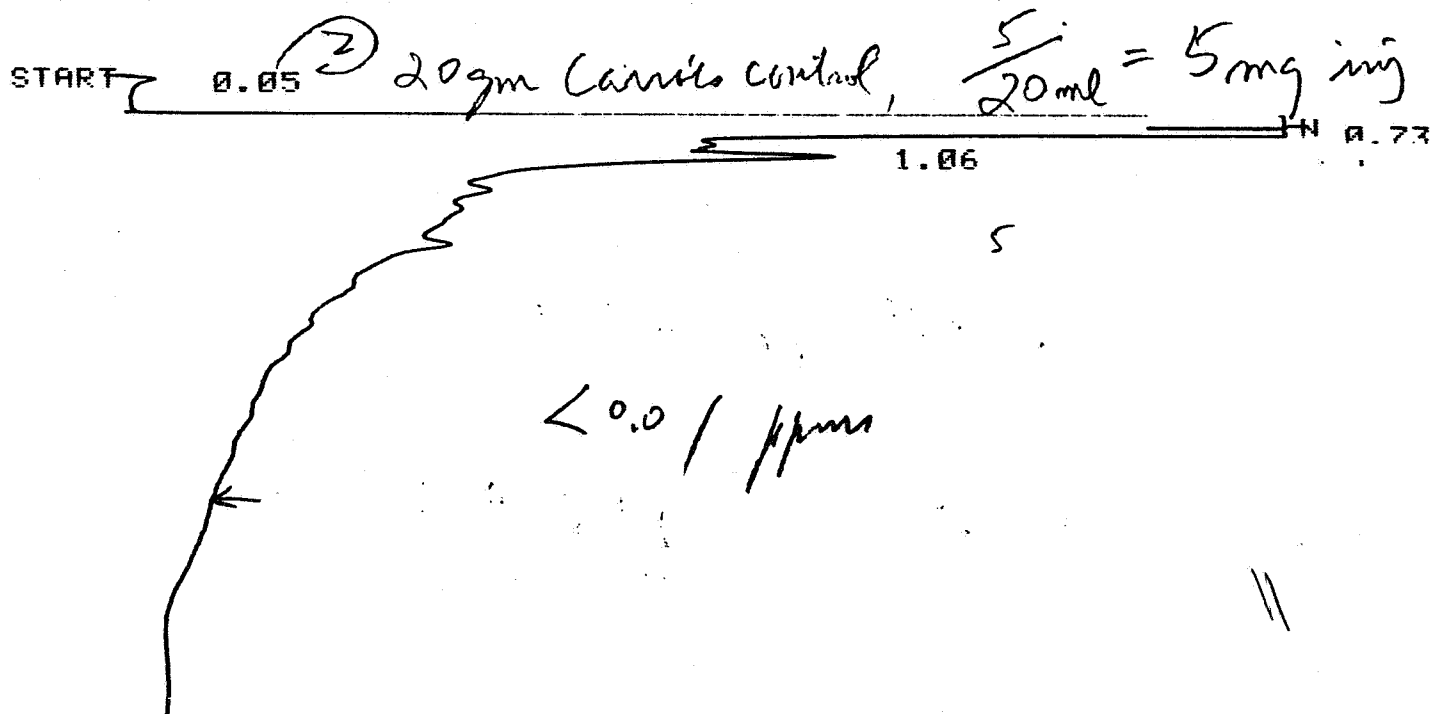 START 0.05 2 20gm Carrots control, 5/20ml = 5mg inj
N 0.73
1.06
5
<0.01 ppm